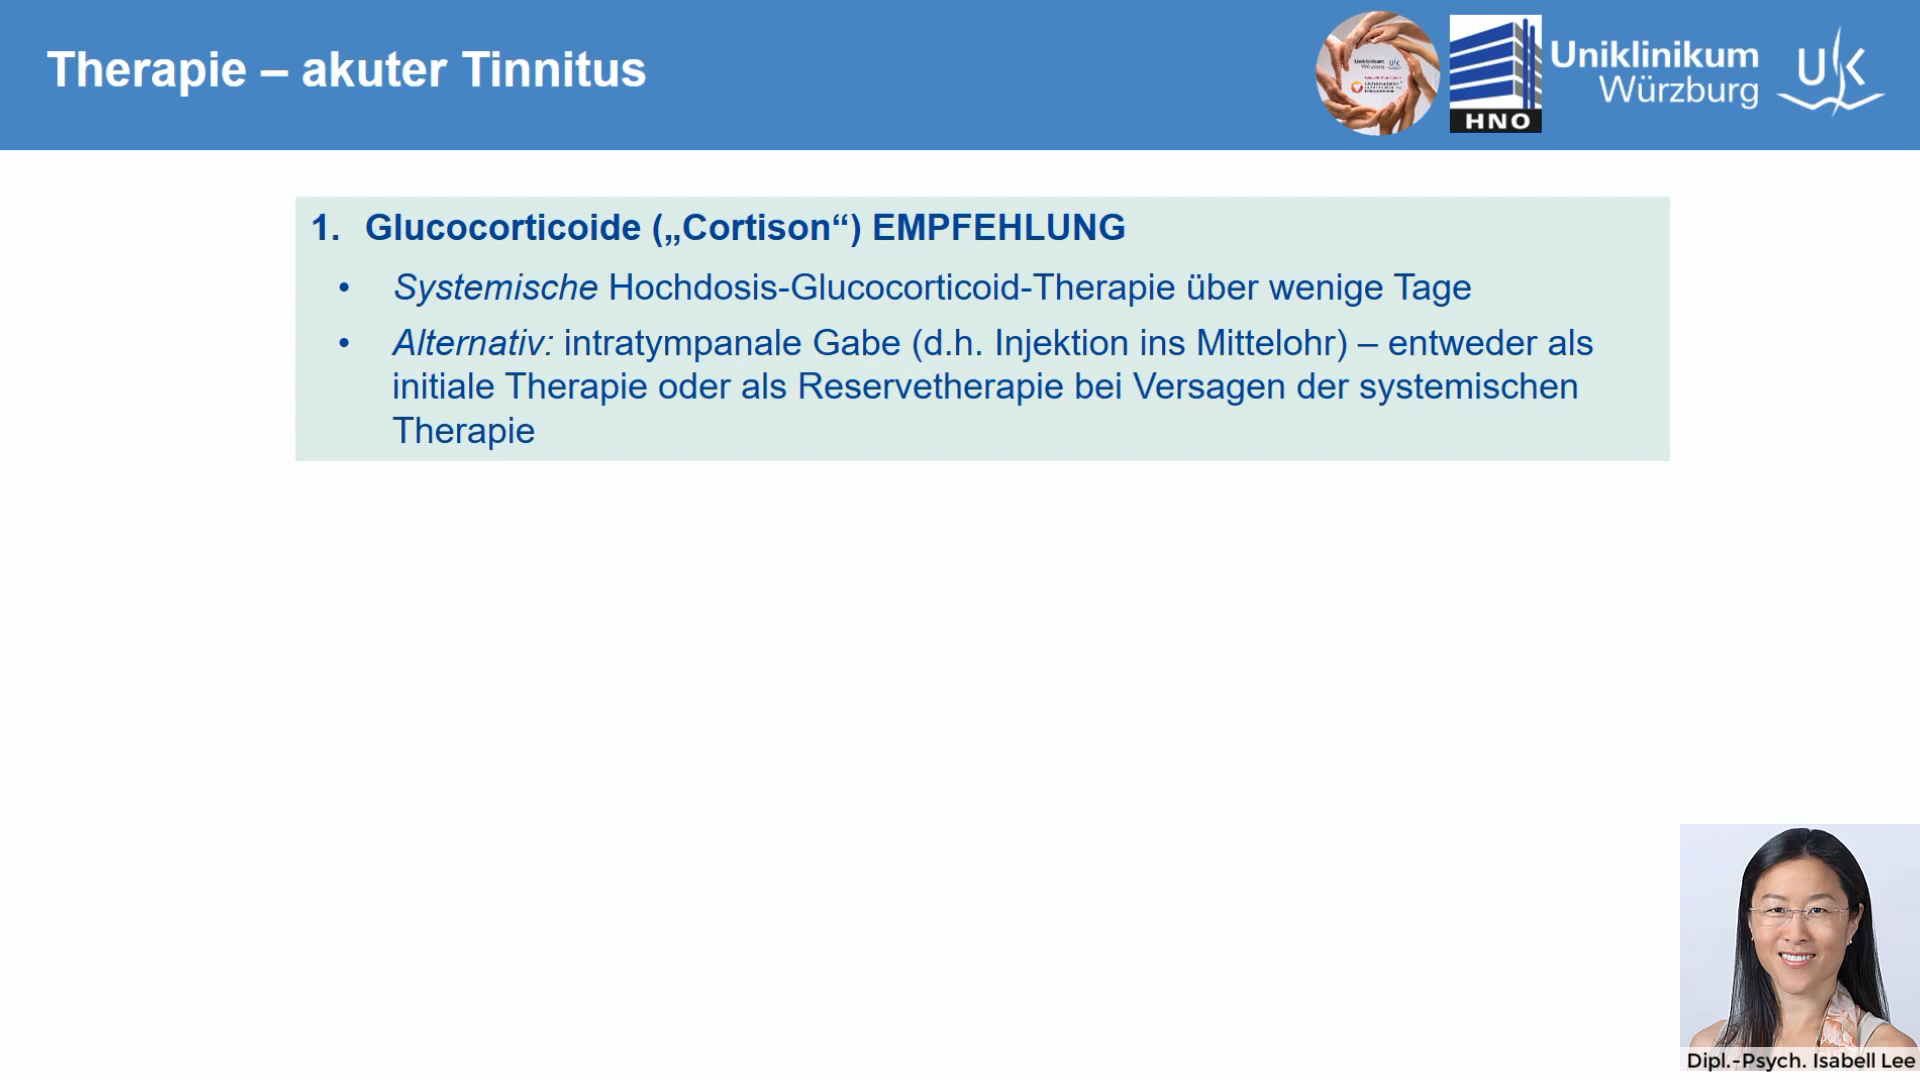 Therapie – akuter Tinnitus
HNO
Uniklinikum
Würzburg
UK
1. Glucocorticoide („Cortison“) EMPFEHLUNG
• Systemische Hochdosis-Glucocorticoid-Therapie über wenige Tage
• Alternativ: intratympanale Gabe (d.h. Injektion ins Mittelohr) – entweder als
initiale Therapie oder als Reservetherapie bei Versagen der systemischen
Therapie
Dipl.-Psych. Isabell Lee